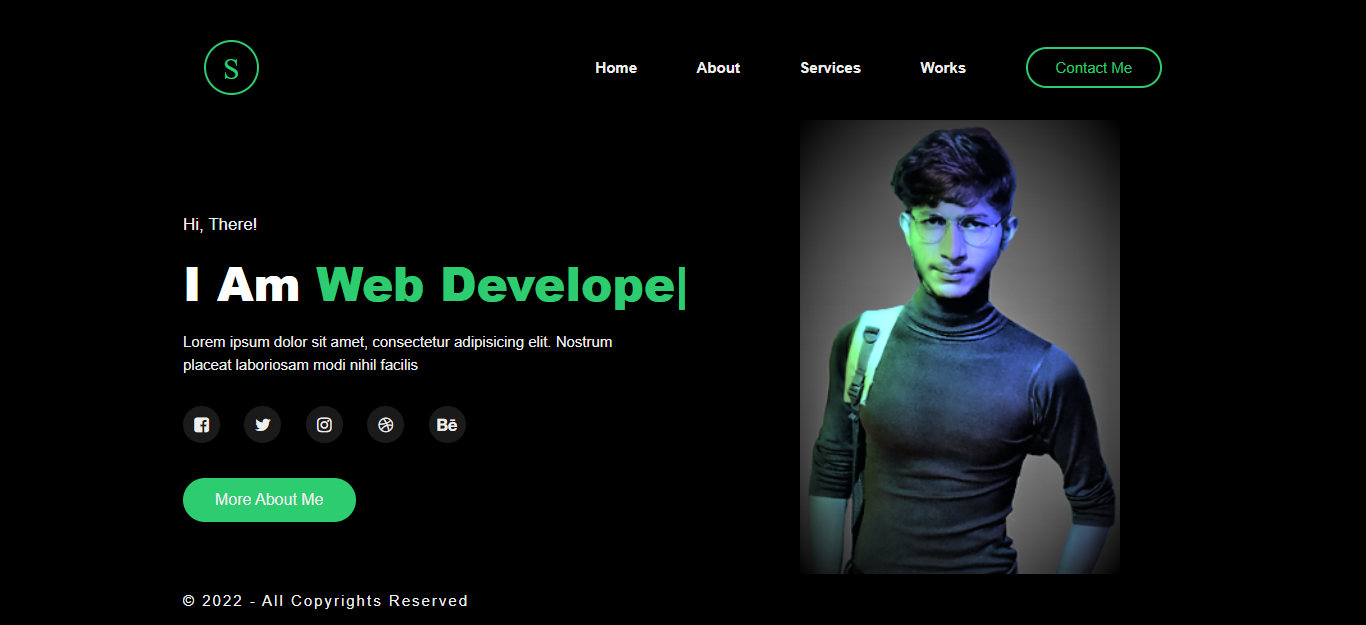 S
Home About Services Works Contact Me
Hi, There!
I Am Web Develope|
Lorem ipsum dolor sit amet, consectetur adipisicing elit. Nostrum
placeat laboriosam modi nihil facilis
Bē
More About Me
© 2022 - All Copyrights Reserved